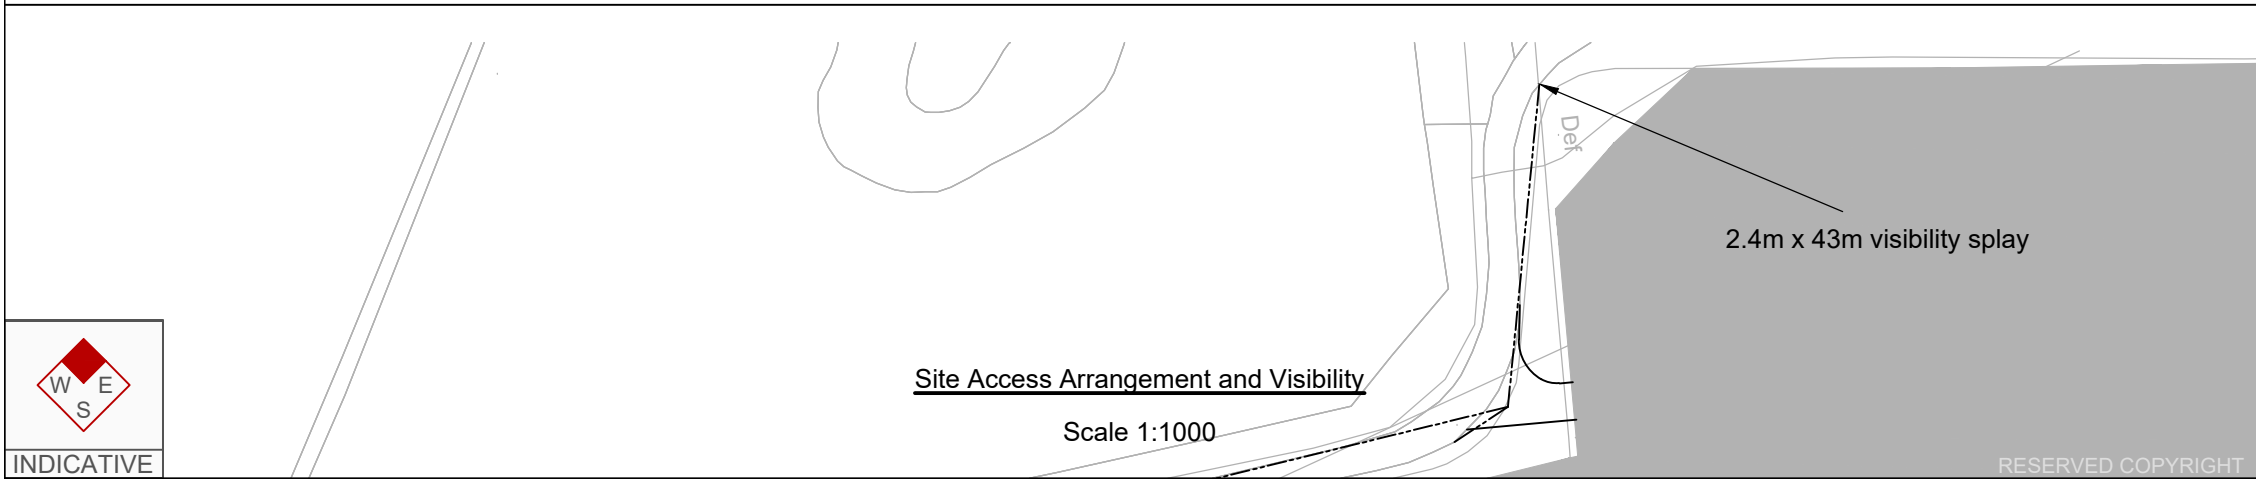 Def
2.4m x 43m visibility splay
Site Access Arrangement and Visibility
Scale 1:1000
W E
S
INDICATIVE
RESERVED COPYRIGHT